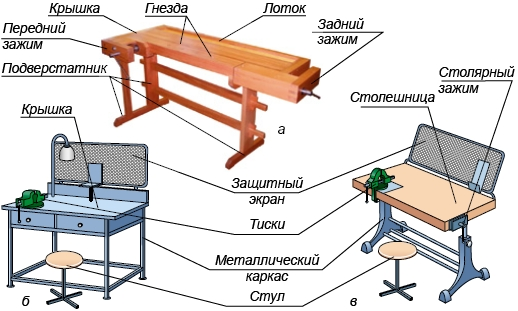 Крышка
Гнезда
Лоток
Передний
зажим
Задний
зажим
Подверстатник
а
Столярный
зажим
Крышка
Столешница
Защитный
экран
Тиски
Металлический
каркас
Стул
б
в